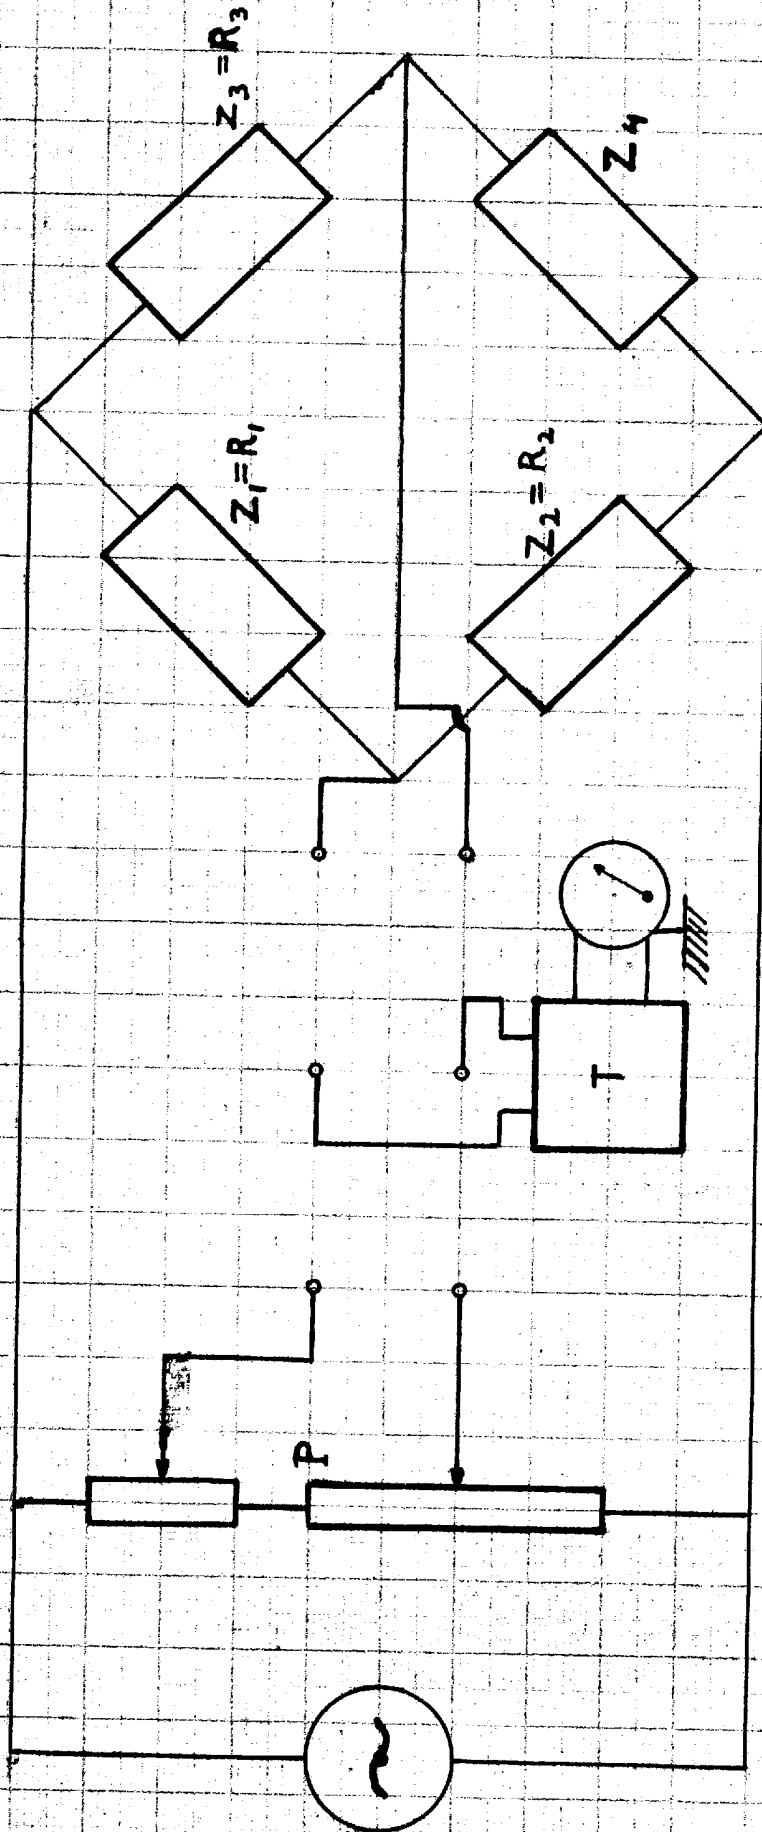 Z₃=R₃
Z₄
Z₁=R₁
Z₂=R₂
T
P